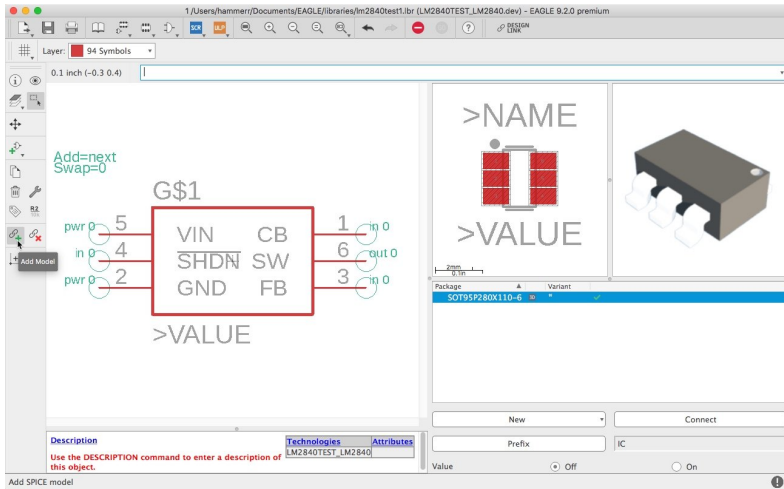 1 /Users/hammerr/Documents/EAGLE/libraries/lm2840test1.lbr (LM2840TEST_LM2840.dev) - EAGLE 9.2.0 premium
SCR
ULP
DESIGN
LINK
Layer: 94 Symbols
0.1 inch (-0.3 0.4)
Add=next
Swap=0
G$1
pwr 0 5 VIN CB 1 in 0
in 0 4 SHDN SW 6 out 0
pwr 0 2 GND FB 3 in 0
>VALUE
R2
Add Model
>NAME
>VALUE
2mm
0.1in
Package Variant
SOT95P280X110-6 3D "
New Connect
Prefix IC
Value Off On
Description Technologies Attributes
Use the DESCRIPTION command to enter a description of
this object.
LM2840TEST_LM2840
Add SPICE model